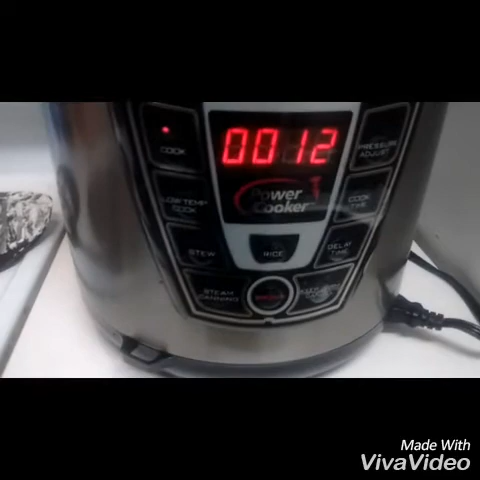 COOK
0012
PRESSURE
ADJUST
LOW TEMP
COOK
Power
Cooker
COOK
TIME
STEW
RICE
DELAY
TIME
STEAM
CANNING
Made With
VivaVideo